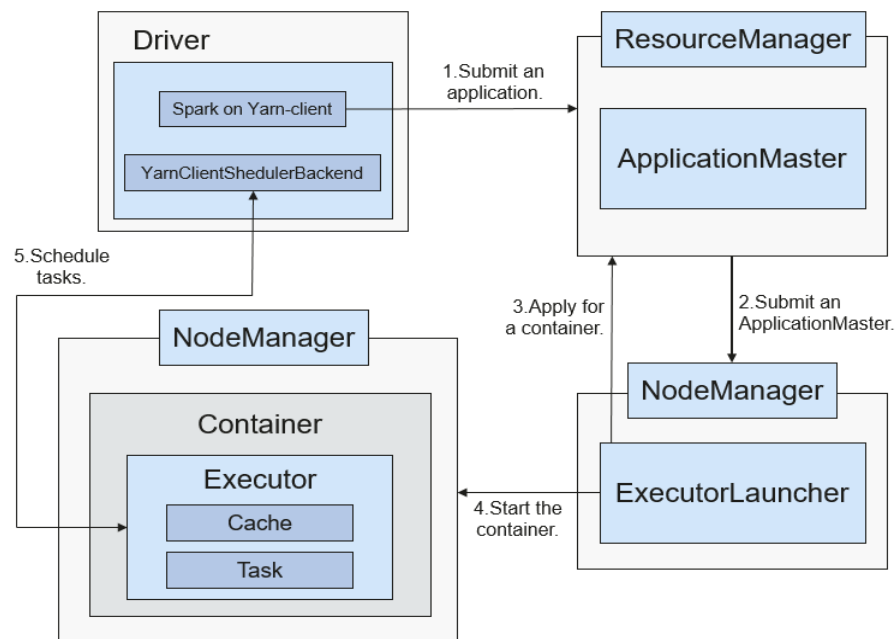 Driver
Spark on Yarn-client
YarnClientShedulerBackend
1.Submit an
application.
ResourceManager
ApplicationMaster
5.Schedule
tasks.
3.Apply for
a container.
2.Submit an
ApplicationMaster.
NodeManager
Container
Executor
Cache
Task
4.Start the
container.
NodeManager
ExecutorLauncher